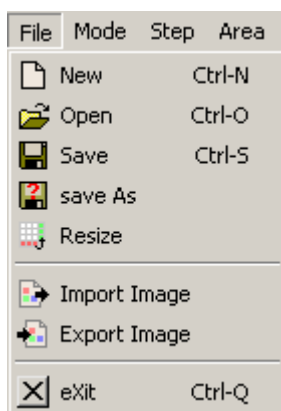 File Mode Step Area
New Ctrl-N
Open Ctrl-O
Save Ctrl-S
save As
Resize
Import Image
Export Image
eXit Ctrl-Q